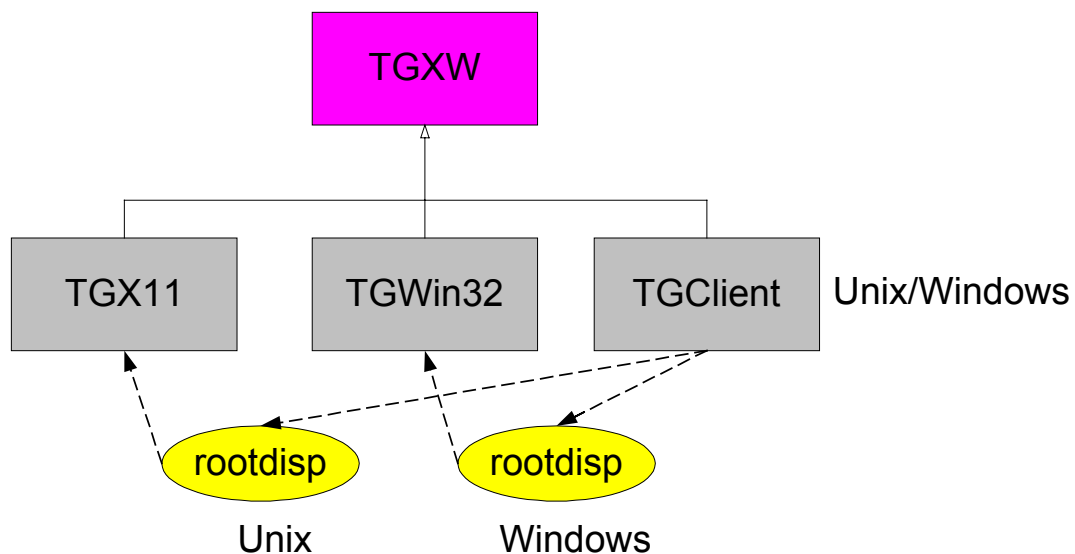 TGXW
TGX11
TGWin32
TGClient
Unix/Windows
rootdisp
rootdisp
Unix
Windows